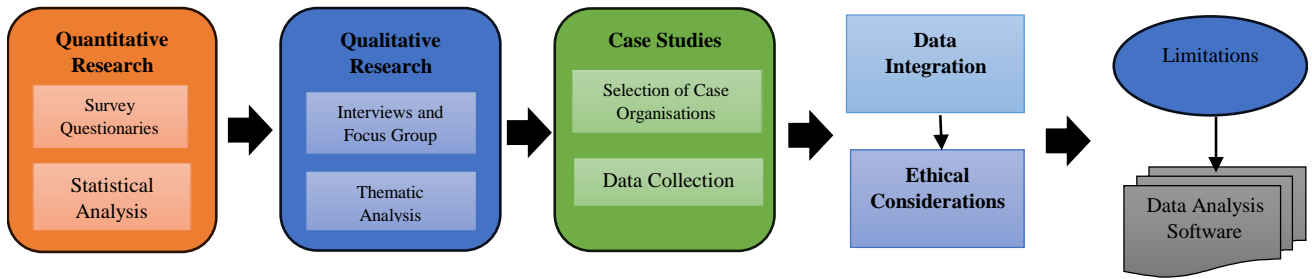 Quantitative
Research
Survey
Questionaries
Statistical
Analysis
Qualitative
Research
Interviews and
Focus Group
Thematic
Analysis
Case Studies
Selection of Case
Organisations
Data Collection
Data
Integration
Ethical
Considerations
Limitations
Data Analysis
Software